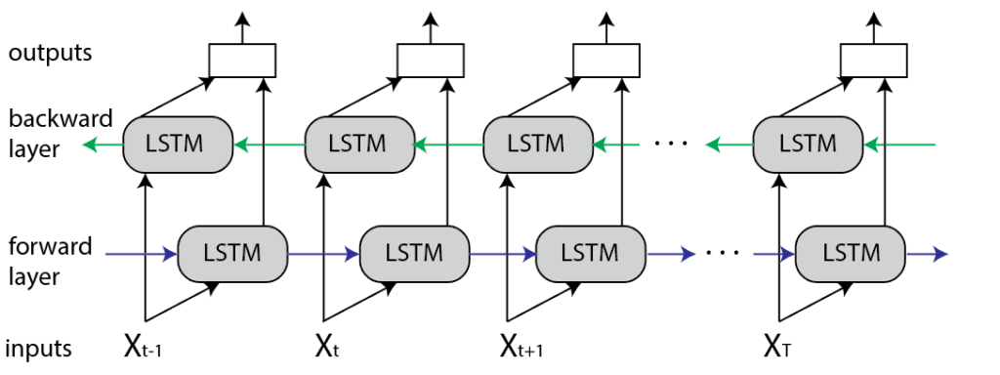 outputs
backward
layer
LSTM LSTM LSTM ... LSTM
forward
layer
LSTM LSTM LSTM ... LSTM
inputs Xt-1 Xt Xt+1 XT